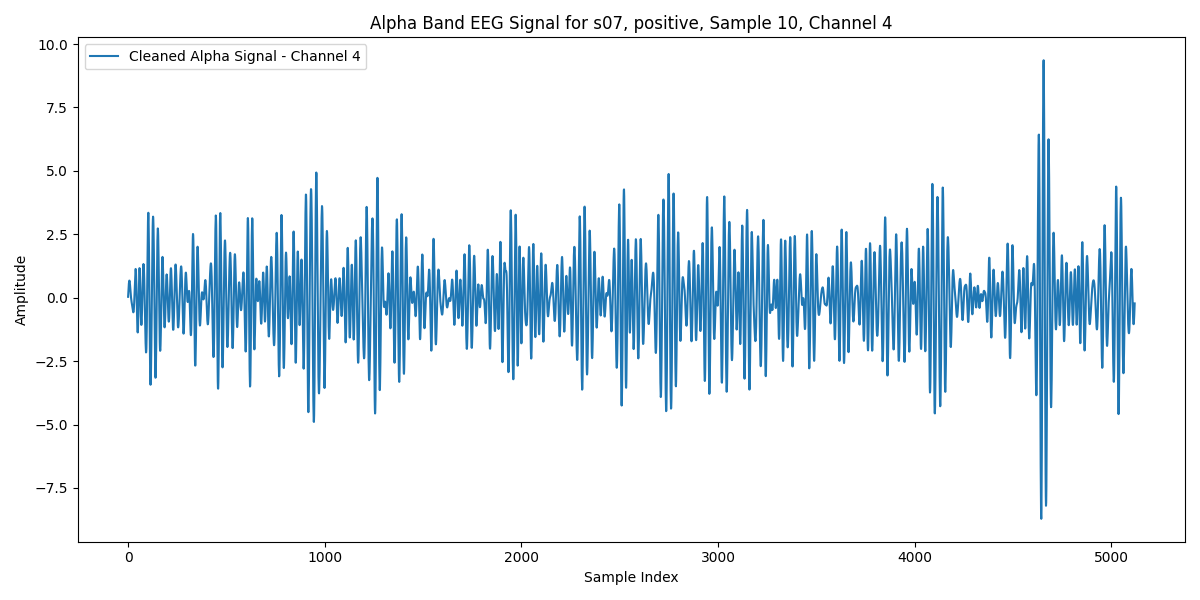 Alpha Band EEG Signal for s07, positive, Sample 10, Channel 4
Cleaned Alpha Signal - Channel 4
Amplitude
10.0
7.5
5.0
2.5
0.0
−2.5
−5.0
−7.5
0 1000 2000 3000 4000 5000
Sample Index